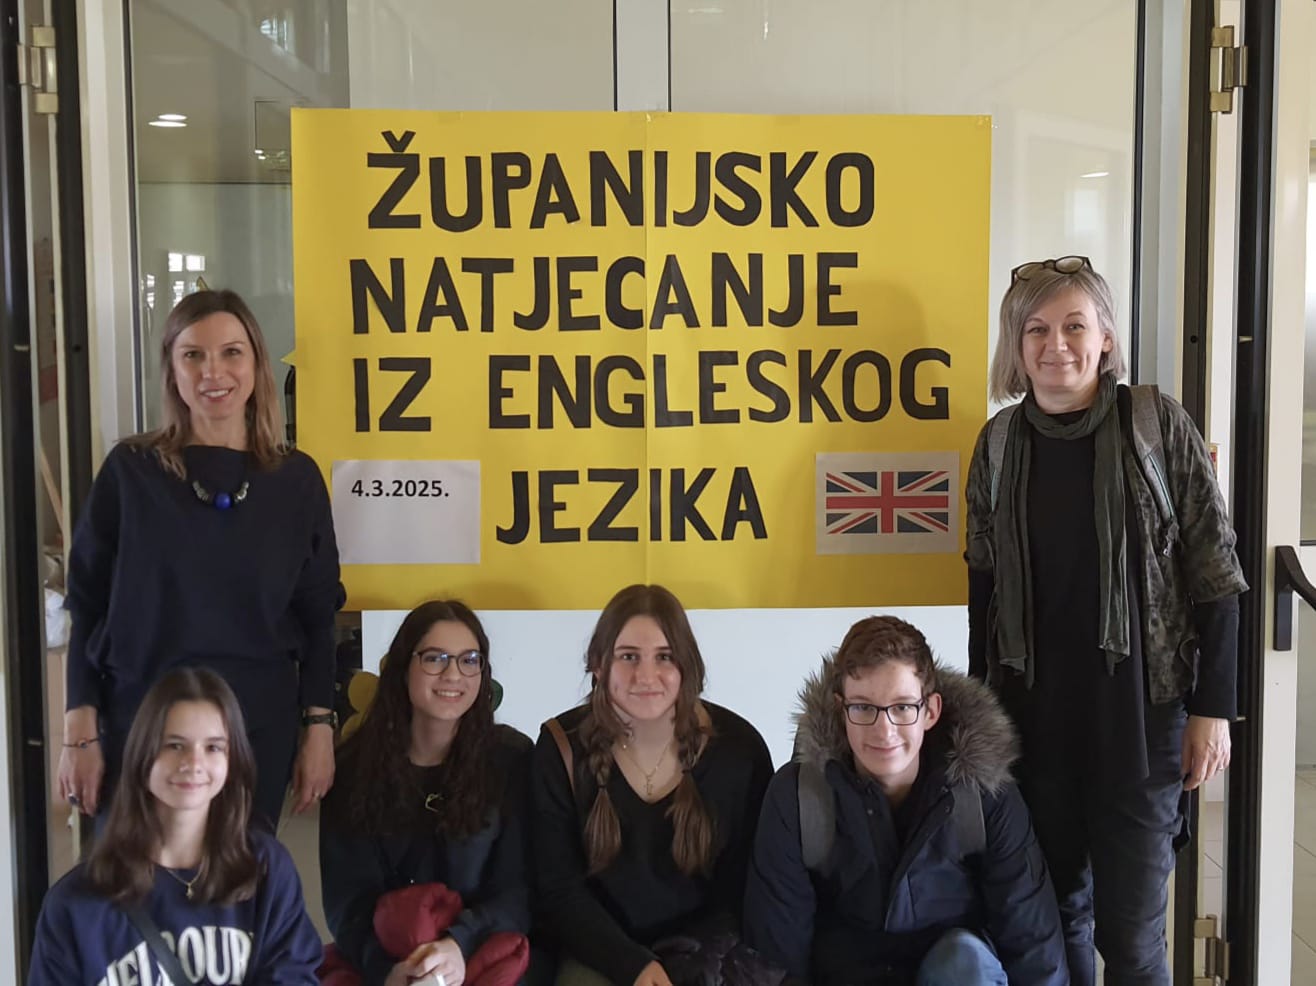 ŽUPANIJSKO
NATJECANJE
IZ ENGLESKOG
JEZIKA
4.3.2025.